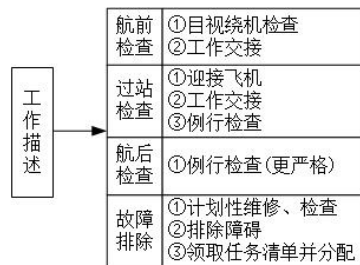 工作描述
航前
检查
①目视绕机检查
②工作交接
过站
检查
①迎接飞机
②工作交接
③例行检查
航后
检查
①例行检查(更严格)
故障
排除
①计划性维修、检查
②排除障碍
③领取任务清单并分配